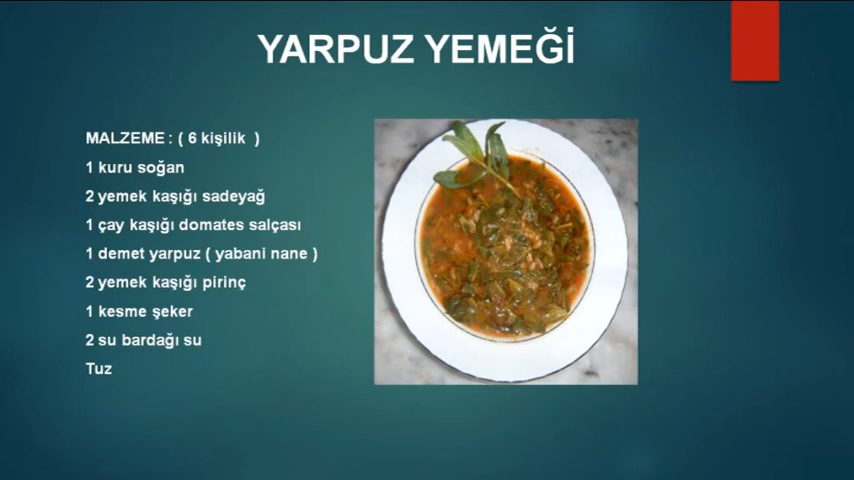 YARPUZ YEMEĞİ
MALZEME : ( 6 kişilik )
1 kuru soğan
2 yemek kaşığı sadeyağ
1 çay kaşığı domates salçası
1 demet yarpuz ( yabani nane )
2 yemek kaşığı pirinç
1 kesme şeker
2 su bardağı su
Tuz